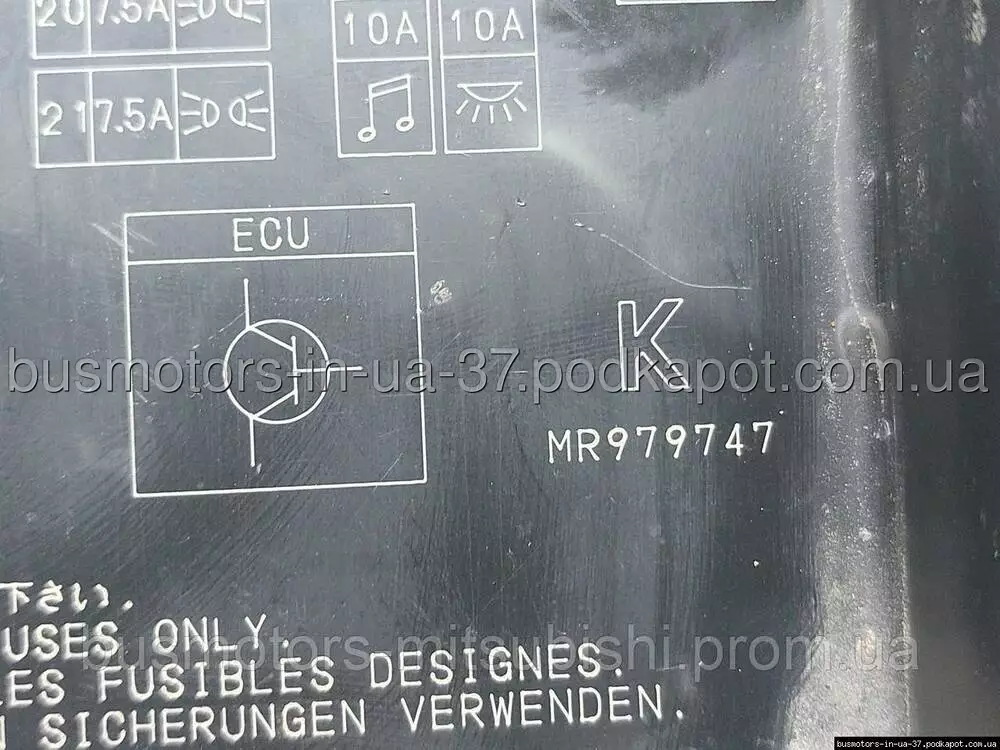 20 7.5A
10A 10A
21 7.5A
ECU
K
busmotors-in-ua-37.podkapot.com.ua
MR979747
下さい.
USES ONLY.
busmotors-mitsubishi.prom.ua
ES FUSIBLES DESIGNES.
N SICHERUNGEN VERWENDEN.
busmotors-in-ua-37.podkapot.com.ua